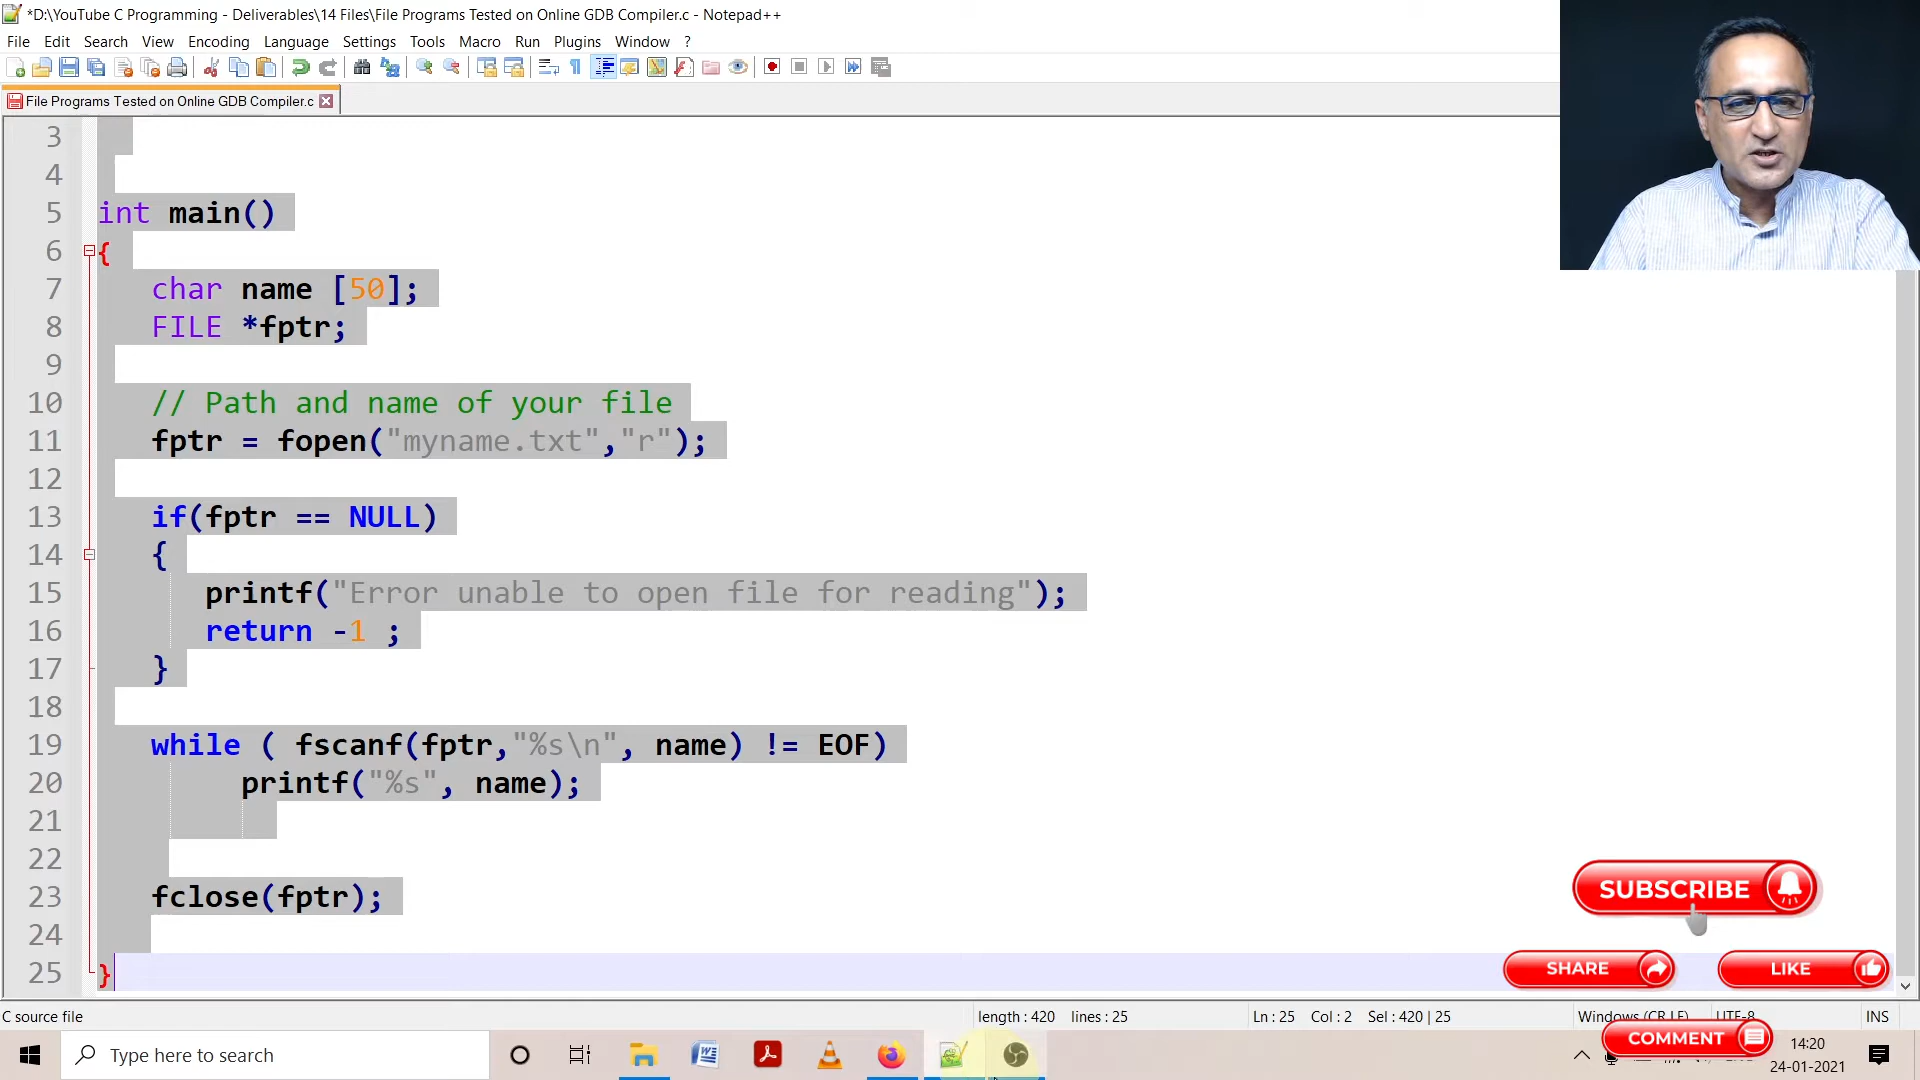 *D:\YouTube C Programming - Deliverables\14 Files\File Programs Tested on Online GDB Compiler.c - Notepad++
File Edit Search View Encoding Language Settings Tools Macro Run Plugins Window ?
File Programs Tested on Online GDB Compiler.c
3
4
5 int main()
6 {
7 char name [50];
8 FILE *fptr;
9
10 // Path and name of your file
11 fptr = fopen("myname.txt","r");
12
13 if(fptr == NULL)
14 {
15 printf("Error unable to open file for reading");
16 return -1 ;
17 }
18
19 while ( fscanf(fptr,"%s\n", name) != EOF)
20 printf("%s", name);
21
22
23 fclose(fptr);
24
25 }
SUBSCRIBE
SHARE LIKE
C source file length : 420 lines : 25 Ln : 25 Col : 2 Sel : 420 | 25 Windows (CR LF) UTF-8 INS
COMMENT
Type here to search
14:20
24-01-2021